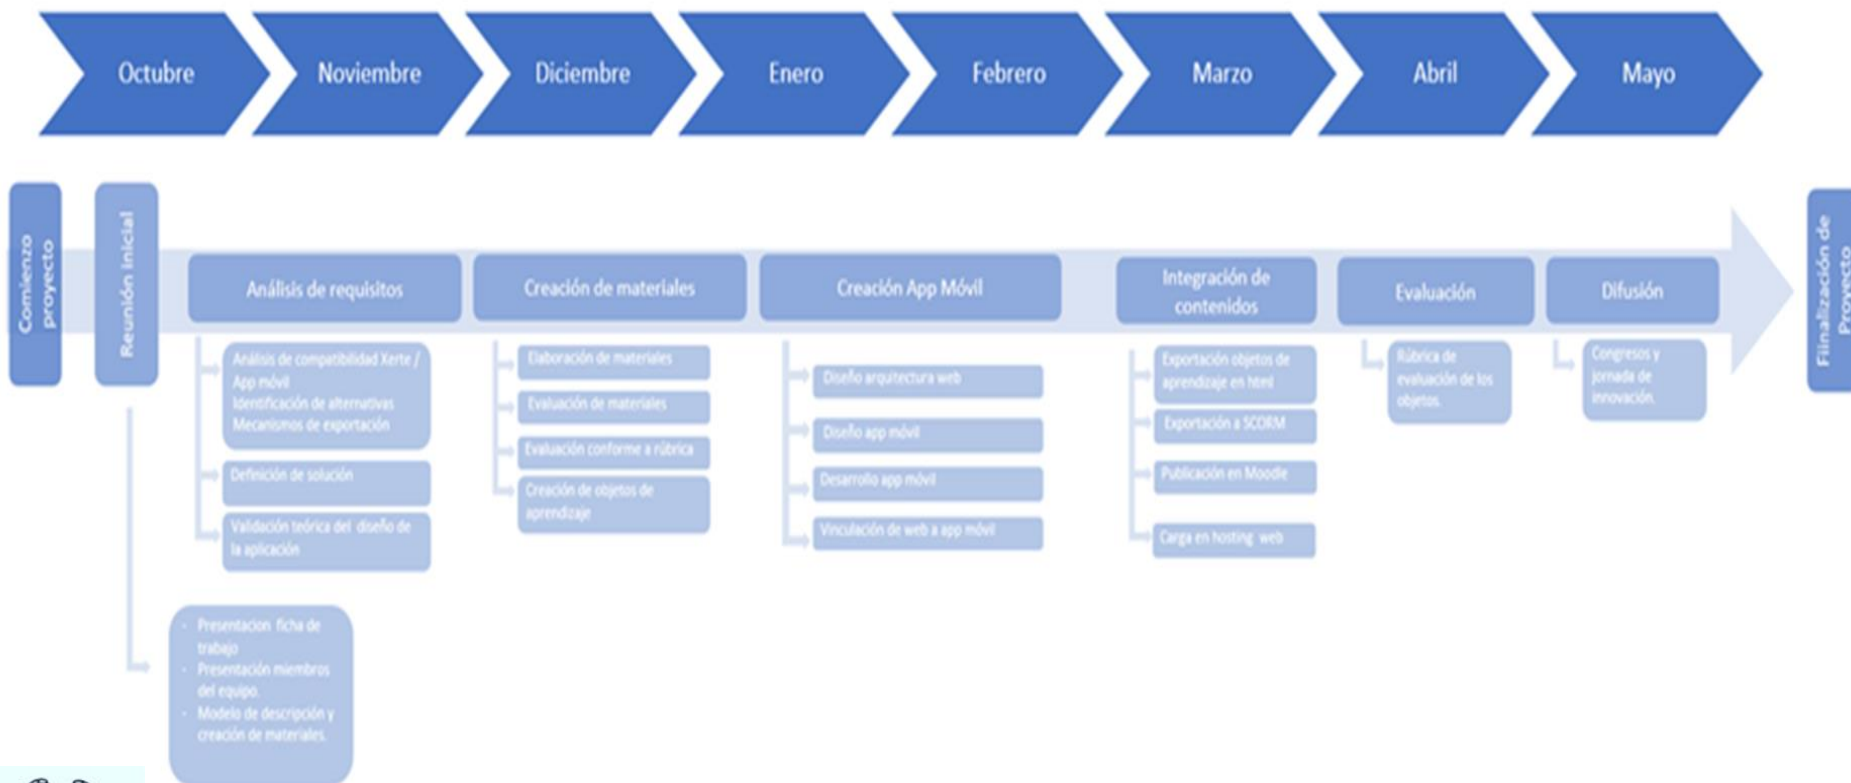 Octubre
Noviembre
Diciembre
Enero
Febrero
Marzo
Abril
Mayo
Comienzo
proyecto
Reunión inicial
Análisis de requisitos
Creación de materiales
Creación App Móvil
Integración de
contenidos
Evaluación
Difusión
Fiinalización de
Proyecto
Análisis de compatibilidad Xerte /
App móvil
Identificación de alternativas
Mecanismos de exportación
Definición de solución
Validación teórica del diseño de
la aplicación
Elaboración de materiales
Evaluación de materiales
Evaluación conforme a rúbrica
Creación de objetos de
aprendizaje
Diseño arquitectura web
Diseño app móvil
Desarrollo app móvil
Vinculación de web a app móvil
Exportación objetos de
aprendizaje en html
Exportación a SCORM
Publicación en Moodle
Carga en hosting web
Rúbrica de
evaluación de los
objetos.
Congresos y
jornada de
innovación.
- Presentacion ficha de
trabajo
- Presentación miembros
del equipo.
- Modelo de descripción y
creación de materiales.